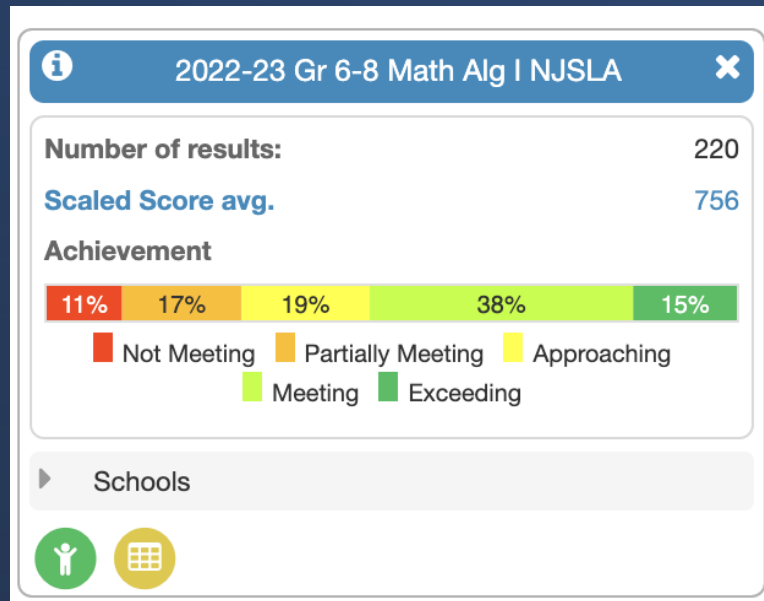 2022-23 Gr 6-8 Math Alg I NJSLA
Number of results: 220
Scaled Score avg. 756
Achievement
11% 17% 19% 38% 15%
Not Meeting Partially Meeting Approaching
Meeting Exceeding
Schools